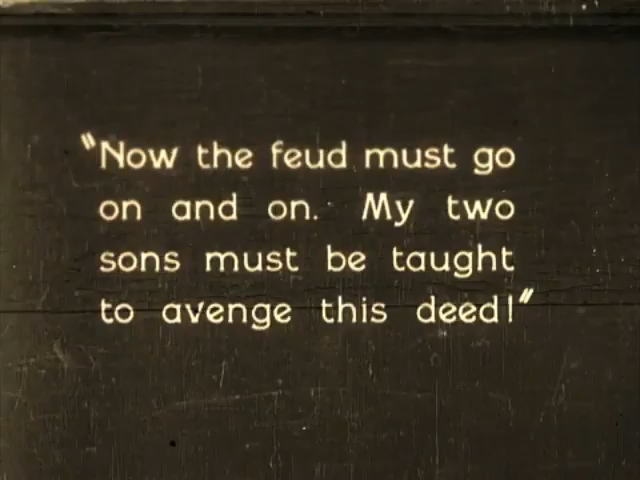 "Now the feud must go
on and on. My two
sons must be taught
to avenge this deed!"